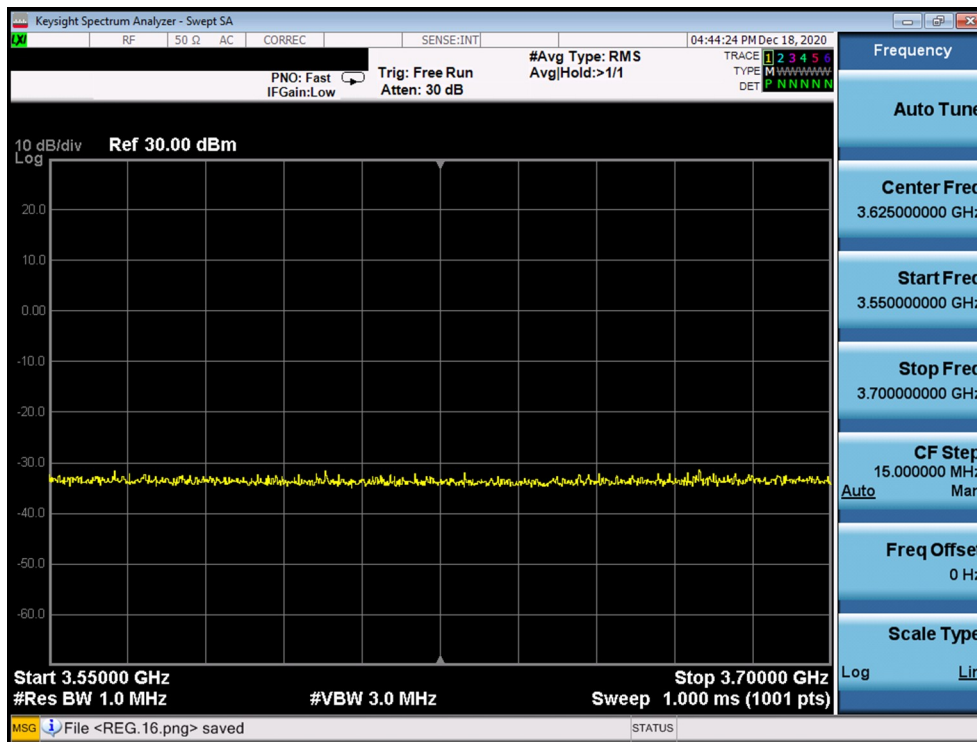 Keysight Spectrum Analyzer - Swept SA
LXI RF 50 Ω AC CORREC SENSE:INT 04:44:24 PM Dec 18, 2020
PNO: Fast
IFGain:Low
Trig: Free Run
Atten: 30 dB
#Avg Type: RMS
Avg|Hold:>1/1
TRACE 1 2 3 4 5 6
TYPE M WWWWW
DET P N N N N N
10 dB/div Ref 30.00 dBm
Log
20.0
10.0
0.00
-10.0
-20.0
-30.0
-40.0
-50.0
-60.0
Start 3.55000 GHz Stop 3.70000 GHz
#Res BW 1.0 MHz #VBW 3.0 MHz Sweep 1.000 ms (1001 pts)
MSG File <REG.16.png> saved STATUS
Frequency
Auto Tune
Center Freq
3.625000000 GHz
Start Freq
3.550000000 GHz
Stop Freq
3.700000000 GHz
CF Step
15.000000 MHz
Auto Man
Freq Offset
0 Hz
Scale Type
Log Lin